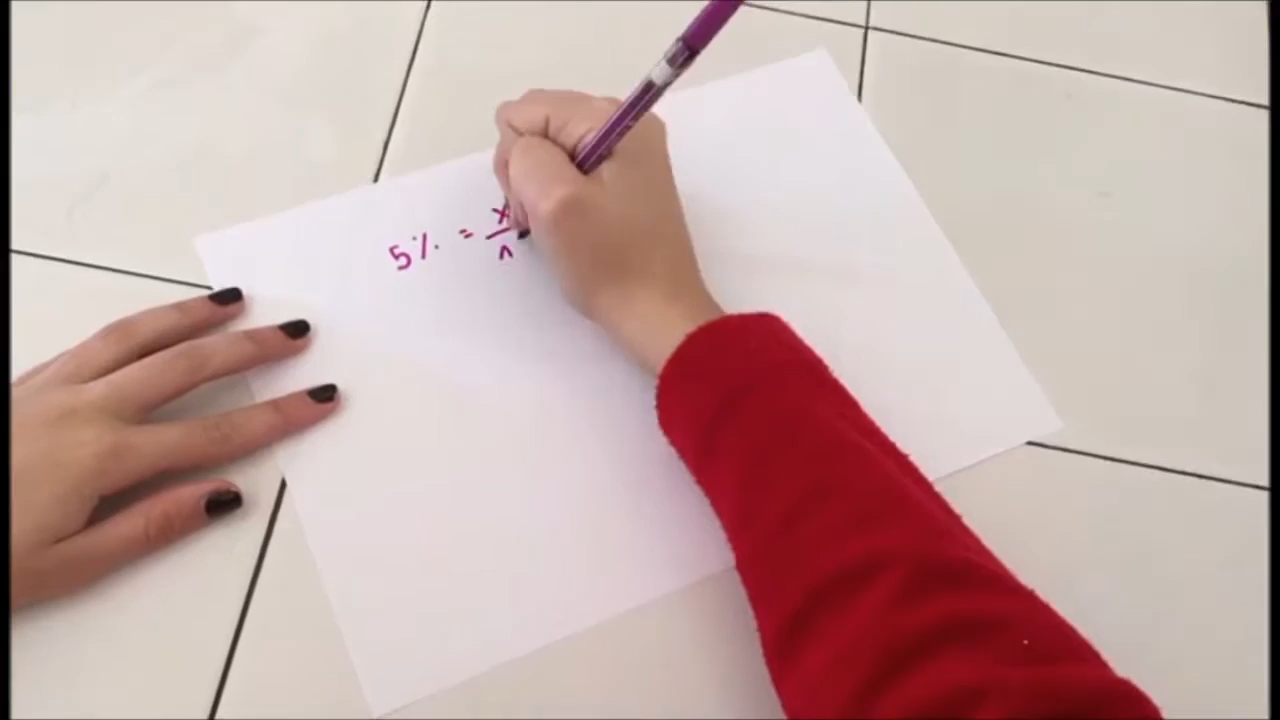 5% = x/n